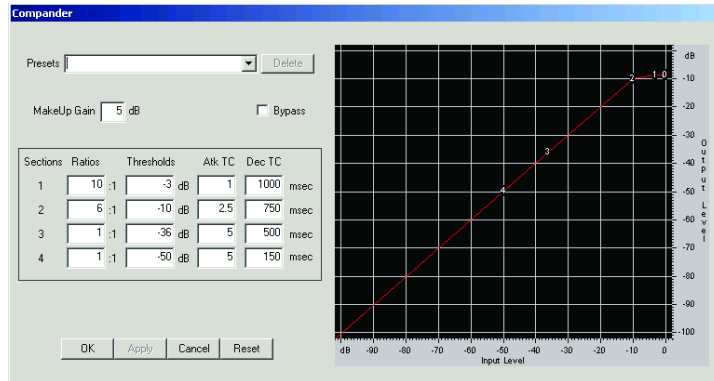 Compander
Presets Delete
MakeUp Gain 5 dB Bypass
Sections Ratios Thresholds Atk TC Dec TC
1 10 :1 -3 dB 1 1000 msec
2 6 :1 -10 dB 2.5 750 msec
3 1 :1 -36 dB 5 500 msec
4 1 :1 -50 dB 5 150 msec
OK Apply Cancel Reset
dB
-10
-20
-30
-40
-50
-60
-70
-80
-90
-100
Output Level
2 1 0
3
4
dB -90 -80 -70 -60 -50 -40 -30 -20 -10 0
Input Level